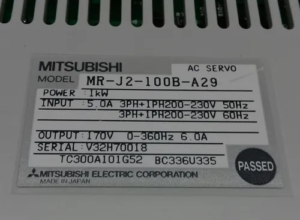 MITSUBISHI AC SERVO
MODEL MR-J2-100B-A29
POWER : 1kW
INPUT : 5.0A 3PH+1PH200-230V 50Hz
3PH+1PH200-230V 60Hz
OUTPUT : 170V 0-360Hz 6.0A
SERIAL : V32H70018
TC300A101G52 BC336U335
PASSED
MITSUBISHI ELECTRIC CORPORATION
MADE IN JAPAN